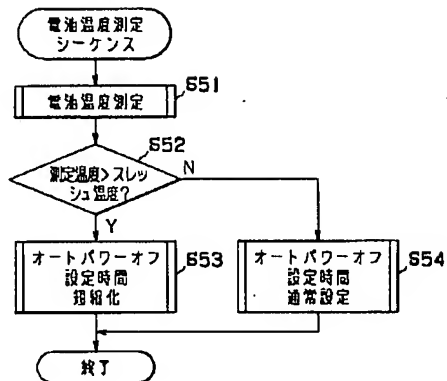 電池温度測定
シーケンス
電池温度測定
S51
S52
測定温度>スレッ
シュ温度?
N
Y
オートパワーオフ
設定時間
短縮化
S53
オートパワーオフ
設定時間
通常設定
S54
終了